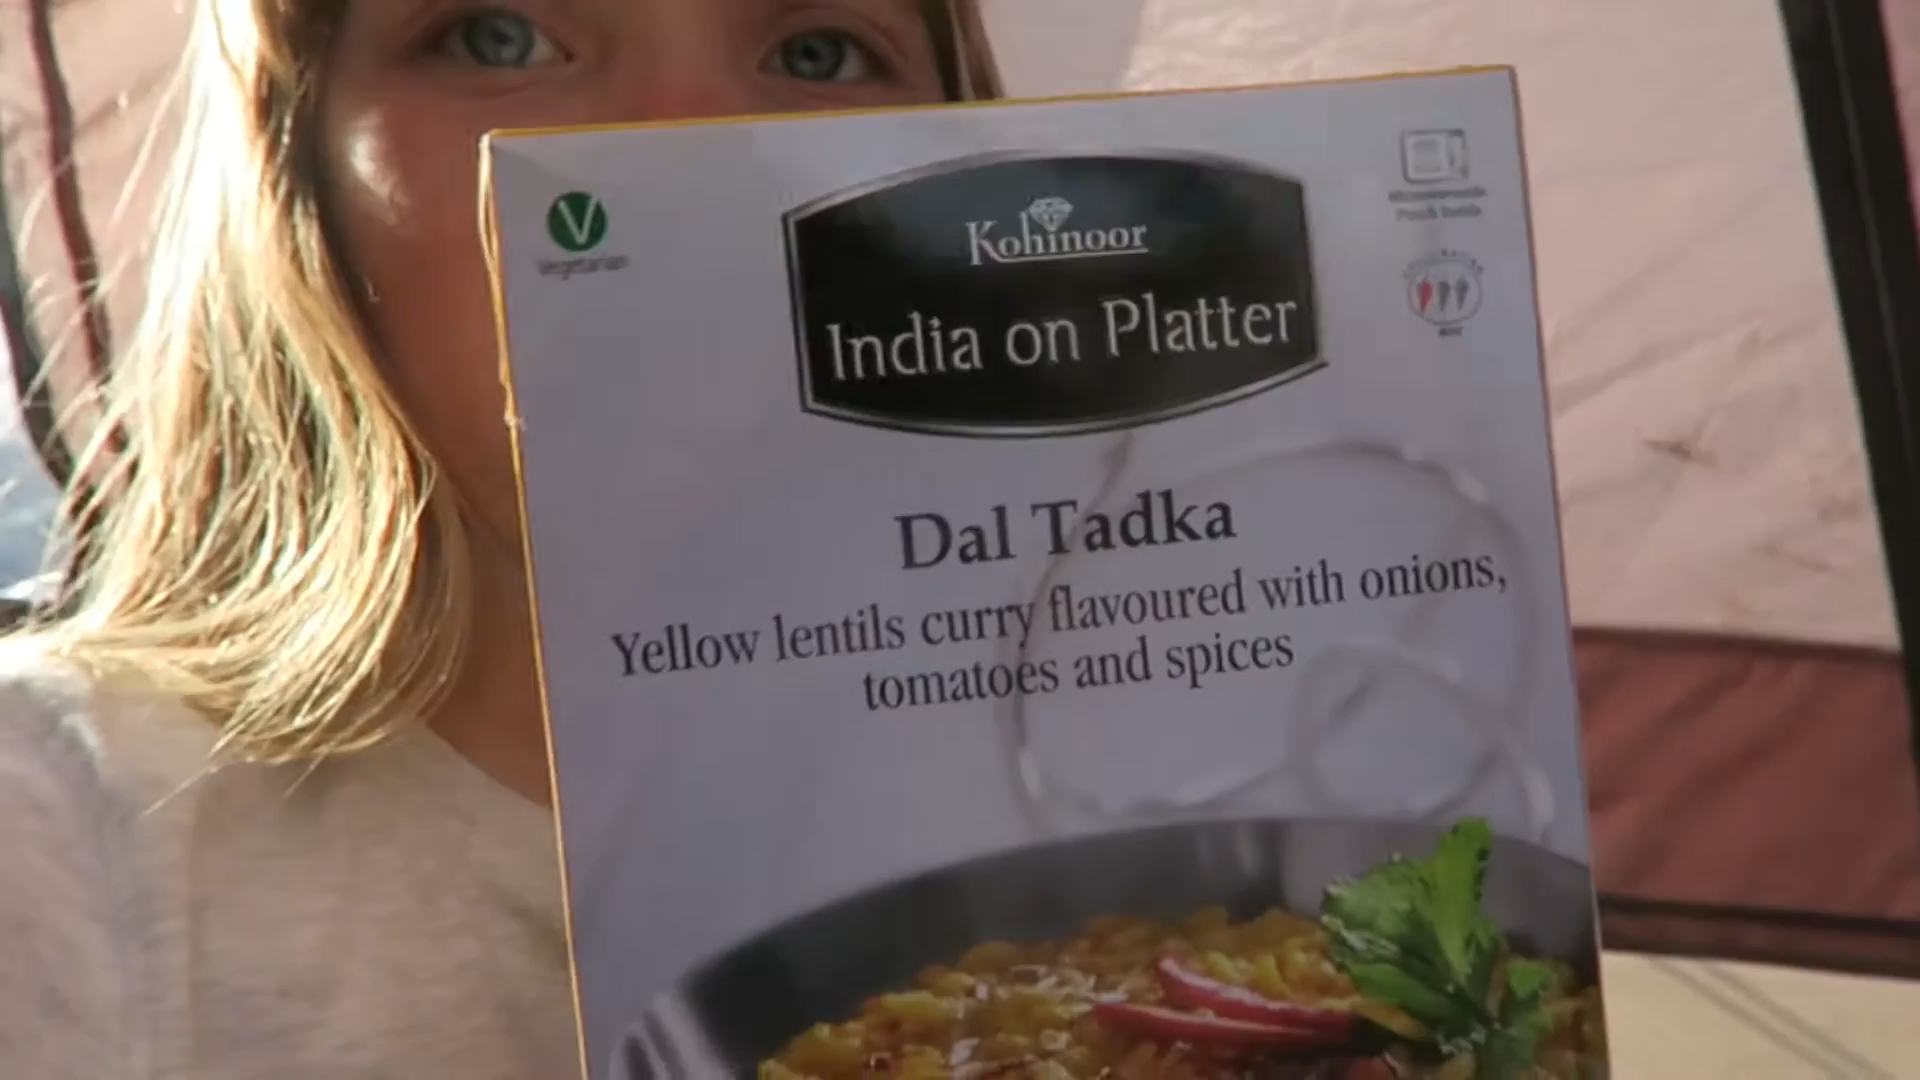 V
Vegetarian
Kohinoor
India on Platter
Dal Tadka
Yellow lentils curry flavoured with onions,
tomatoes and spices